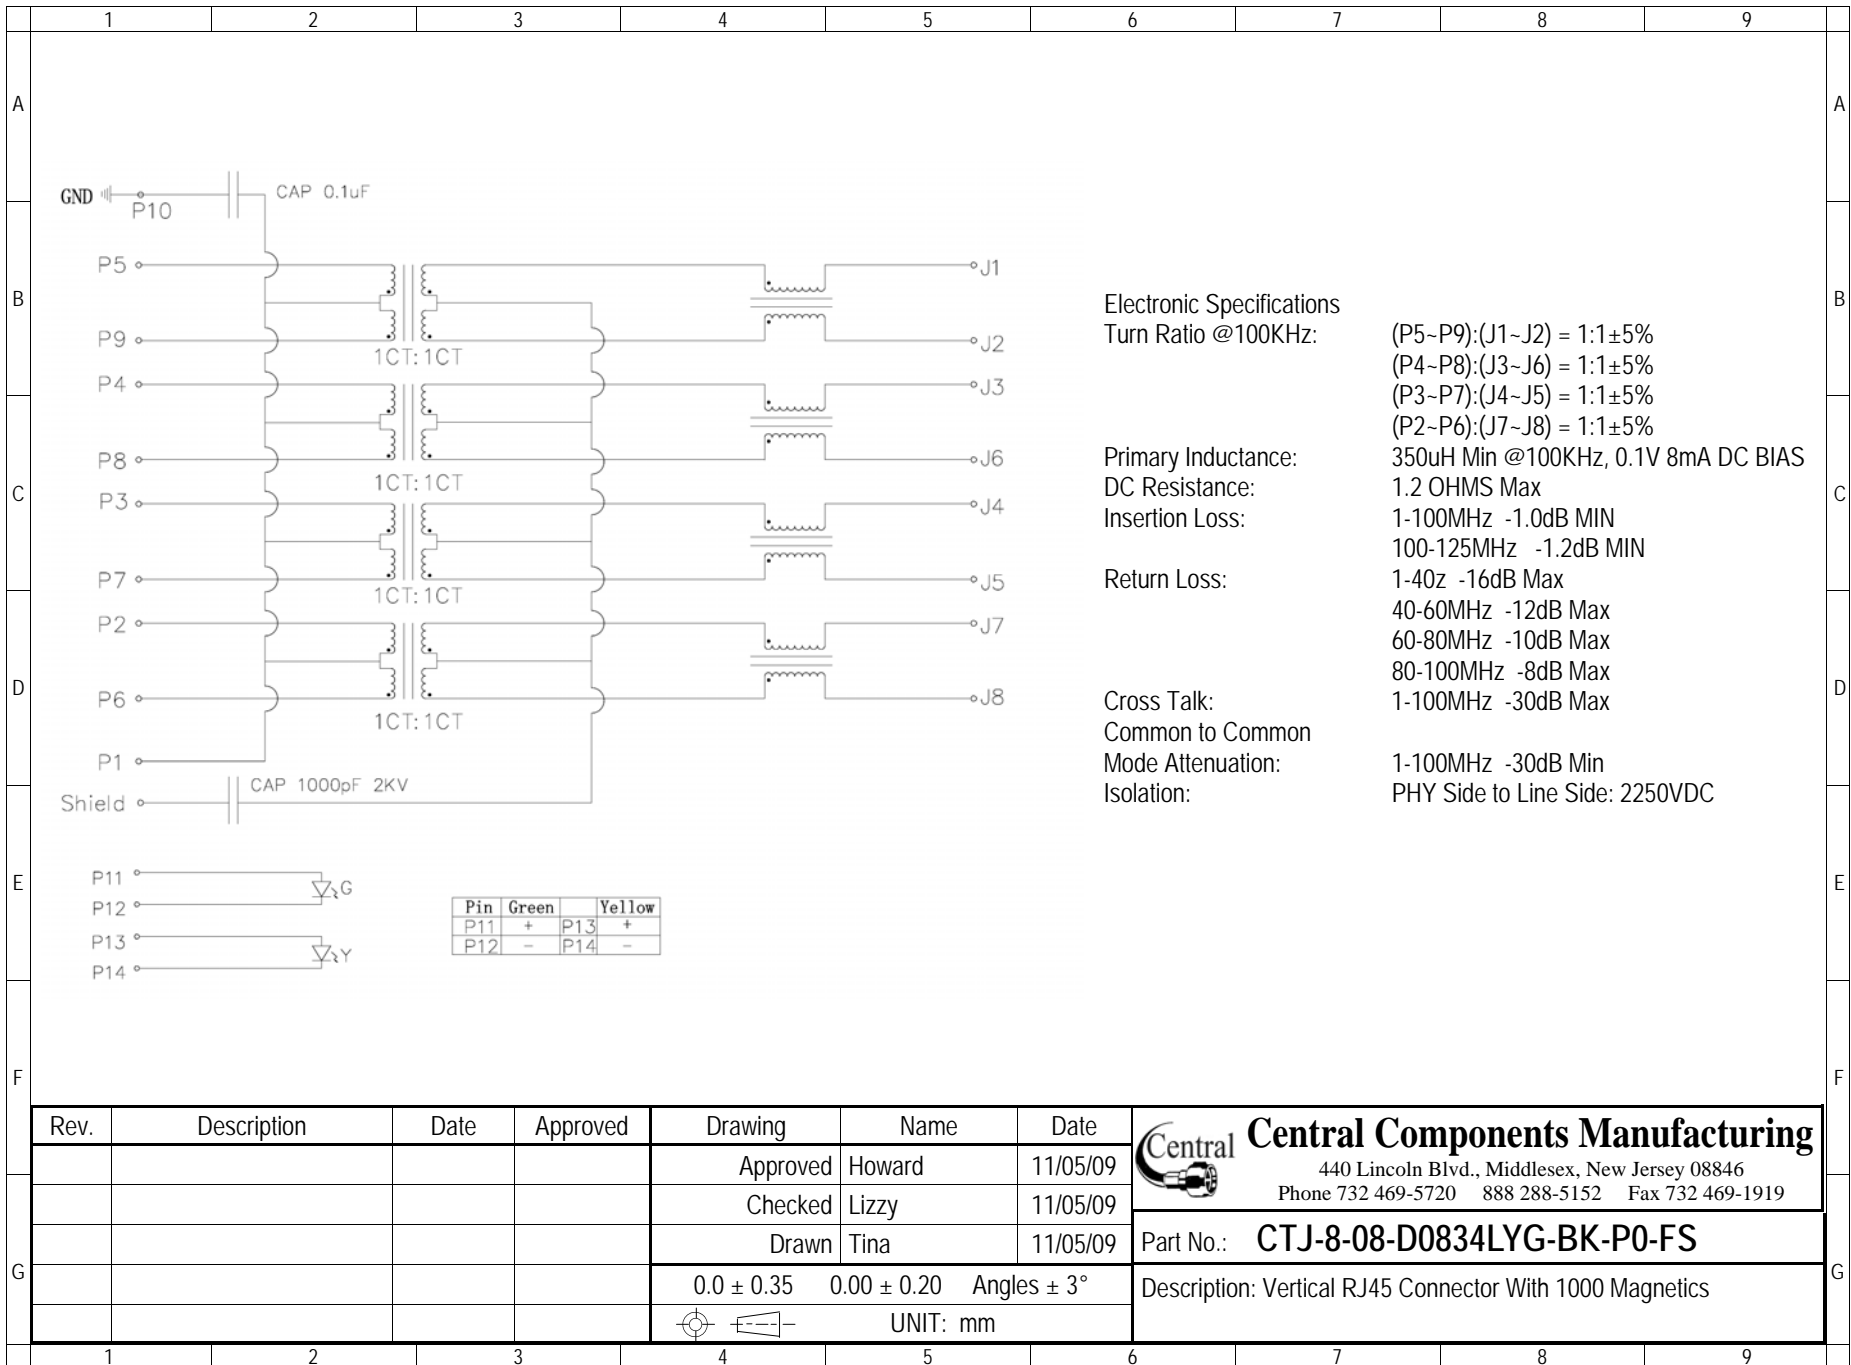 1 2 3 4 5 6 7 8 9
A A
B B
C C
D D
E E
F F
G G
GND
P10
CAP 0.1uF
P5
J1
P9
J2
1CT:1CT
P4
J3
P8
J6
1CT:1CT
P3
J4
P7
J5
1CT:1CT
P2
J7
P6
J8
1CT:1CT
P1
CAP 1000pF 2KV
Shield
P11
G
P12
P13
Y
P14
Pin Green Yellow
P11 + P13 +
P12 - P14 -
Electronic Specifications
Turn Ratio @100KHz: (P5~P9):(J1~J2) = 1:1±5%
(P4~P8):(J3~J6) = 1:1±5%
(P3~P7):(J4~J5) = 1:1±5%
(P2~P6):(J7~J8) = 1:1±5%
Primary Inductance: 350uH Min @100KHz, 0.1V 8mA DC BIAS
DC Resistance: 1.2 OHMS Max
Insertion Loss: 1-100MHz -1.0dB MIN
100-125MHz -1.2dB MIN
Return Loss: 1-40z -16dB Max
40-60MHz -12dB Max
60-80MHz -10dB Max
80-100MHz -8dB Max
Cross Talk: 1-100MHz -30dB Max
Common to Common
Mode Attenuation: 1-100MHz -30dB Min
Isolation: PHY Side to Line Side: 2250VDC
Rev. Description Date Approved Drawing Name Date
Approved Howard 11/05/09
Checked Lizzy 11/05/09
Drawn Tina 11/05/09
0.0 ± 0.35 0.00 ± 0.20 Angles ± 3°
UNIT: mm
Central
Central Components Manufacturing
440 Lincoln Blvd., Middlesex, New Jersey 08846
Phone 732 469-5720 888 288-5152 Fax 732 469-1919
Part No.: CTJ-8-08-D0834LYG-BK-P0-FS
Description: Vertical RJ45 Connector With 1000 Magnetics
1 2 3 4 5 6 7 8 9